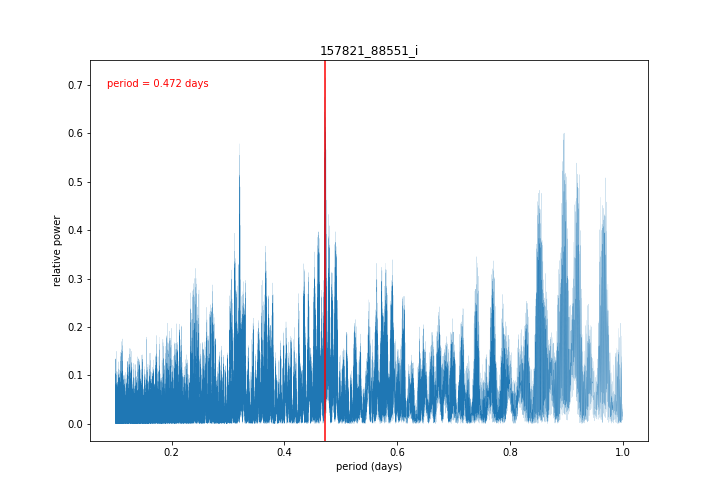 157821_88551_i
period = 0.472 days
relative power
0.7
0.6
0.5
0.4
0.3
0.2
0.1
0.0
0.2 0.4 0.6 0.8 1.0
period (days)